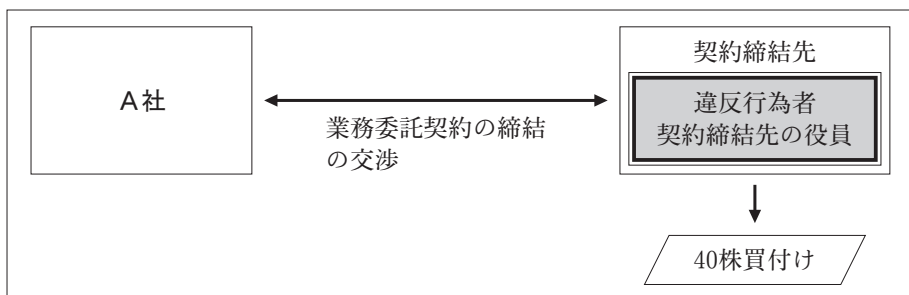 A社
業務委託契約の締結
の交渉
契約締結先
違反行為者
契約締結先の役員
40株買付け